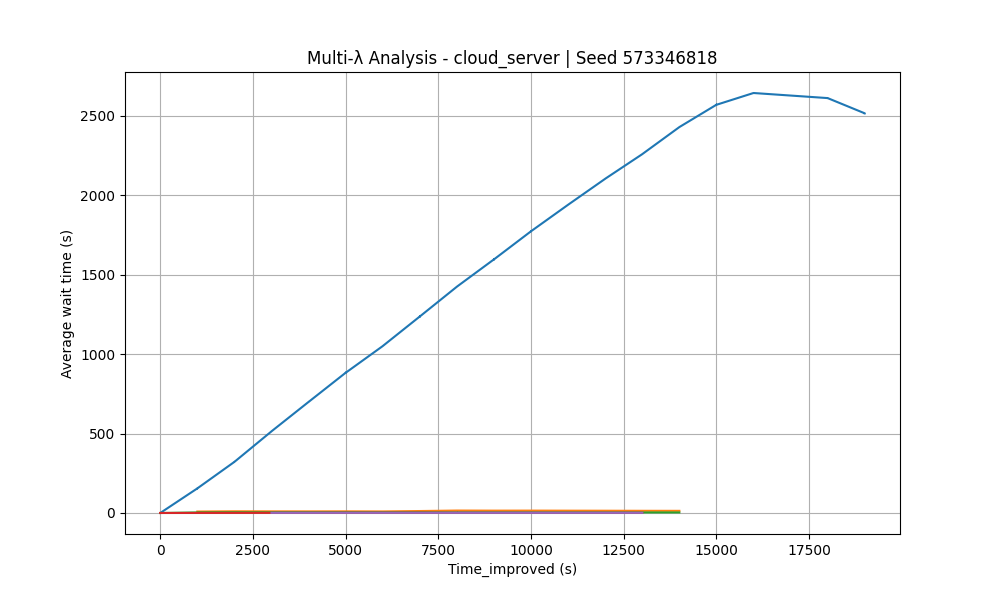 Multi-λ Analysis - cloud_server | Seed 573346818
Average wait time (s)
2500
2000
1500
1000
500
0
0 2500 5000 7500 10000 12500 15000 17500
Time_improved (s)